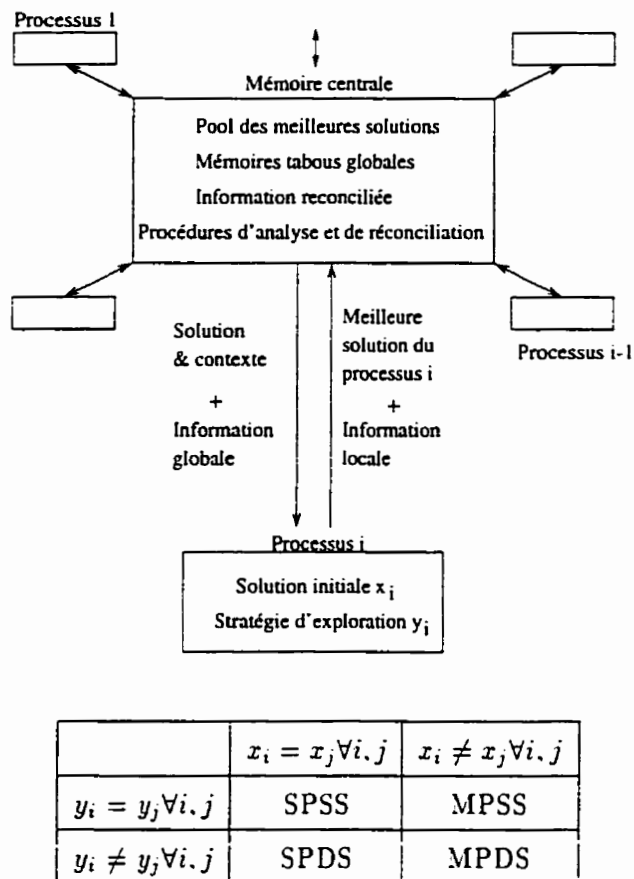 Processus 1
Mémoire centrale
Pool des meilleures solutions
Mémoires tabous globales
Information reconciliée
Procédures d'analyse et de réconciliation
Solution
& contexte
+
Information
globale
Meilleure
solution du
processus i
+
Information
locale
Processus i-1
Processus i
Solution initiale x_i
Stratégie d'exploration y_i
x_i = x_j ∀i, j x_i ≠ x_j ∀i, j
y_i = y_j ∀i, j SPSS MPSS
y_i ≠ y_j ∀i, j SPDS MPDS